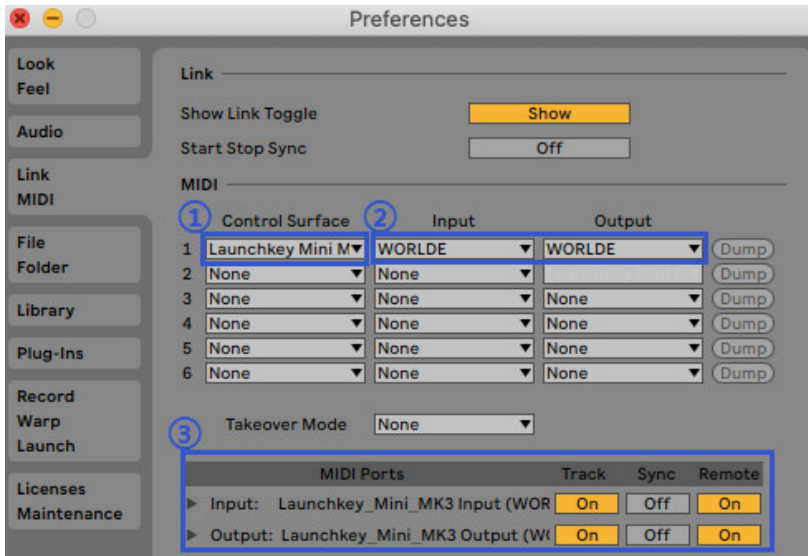 Preferences
Look
Feel
Audio
Link
MIDI
File
Folder
Library
Plug-Ins
Record
Warp
Launch
Licenses
Maintenance
Link
Show Link Toggle Show
Start Stop Sync Off
MIDI
① Control Surface ② Input Output
1 Launchkey Mini M WORLDE WORLDE Dump
2 None None Dump
3 None None None Dump
4 None None None Dump
5 None None None Dump
6 None None None Dump
Takeover Mode None
③
MIDI Ports Track Sync Remote
Input: Launchkey_Mini_MK3 Input (WOR On Off On
Output: Launchkey_Mini_MK3 Output (W On Off On